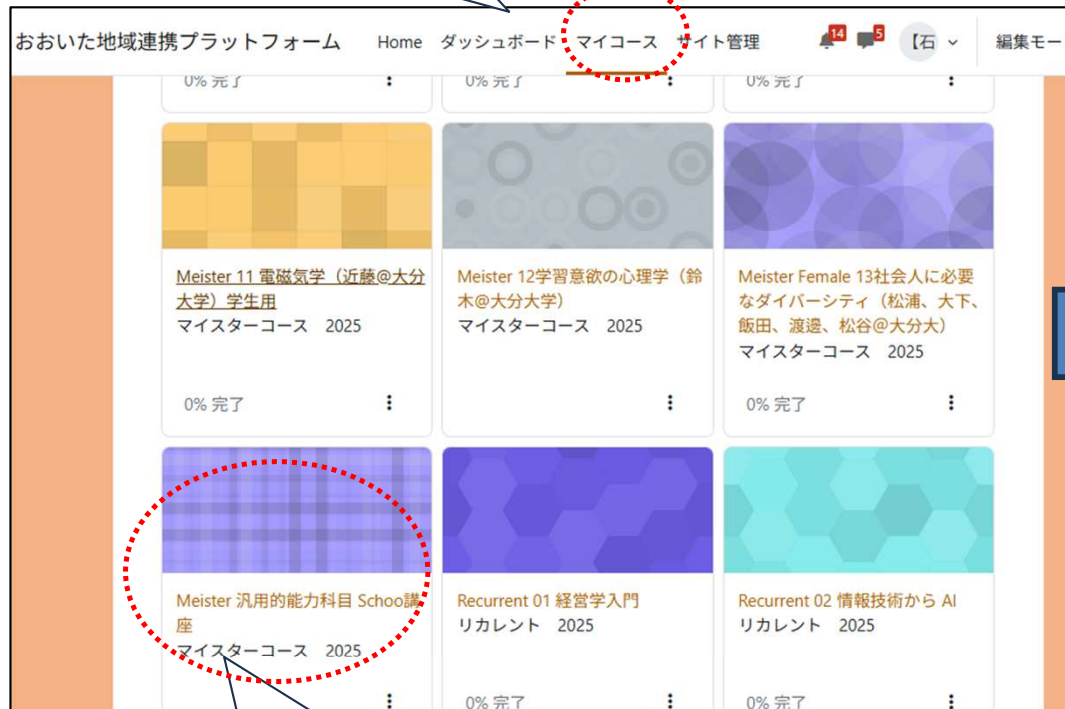 おおいた地域連携プラットフォーム Home ダッシュボード マイコース サイト管理 14 5 【石 編集モー
0% 完了 0% 完了 0% 完了
Meister 11 電磁気学（近藤@大分
大学）学生用
マイスターコース 2025
0% 完了
Meister 12学習意欲の心理学（鈴
木@大分大学）
マイスターコース 2025
Meister Female 13社会人に必要
なダイバーシティ（松浦、大下、
飯田、渡邉、松谷@大分大）
マイスターコース 2025
0% 完了
Meister 汎用的能力科目 Schoo講
座
マイスターコース 2025
Recurrent 01 経営学入門
リカレント 2025
0% 完了
Recurrent 02 情報技術から AI
リカレント 2025
0% 完了